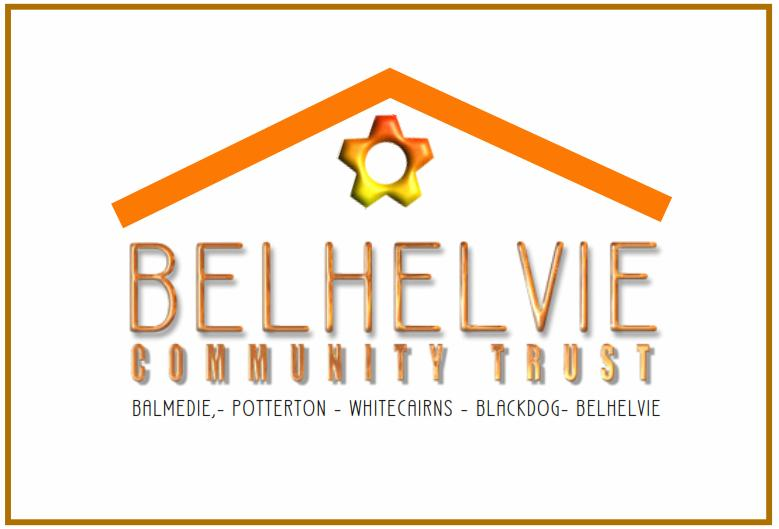 BELHELVIE
COMMUNITY TRUST
BALMEDIE,- POTTERTON - WHITECAIRNS - BLACKDOG- BELHELVIE